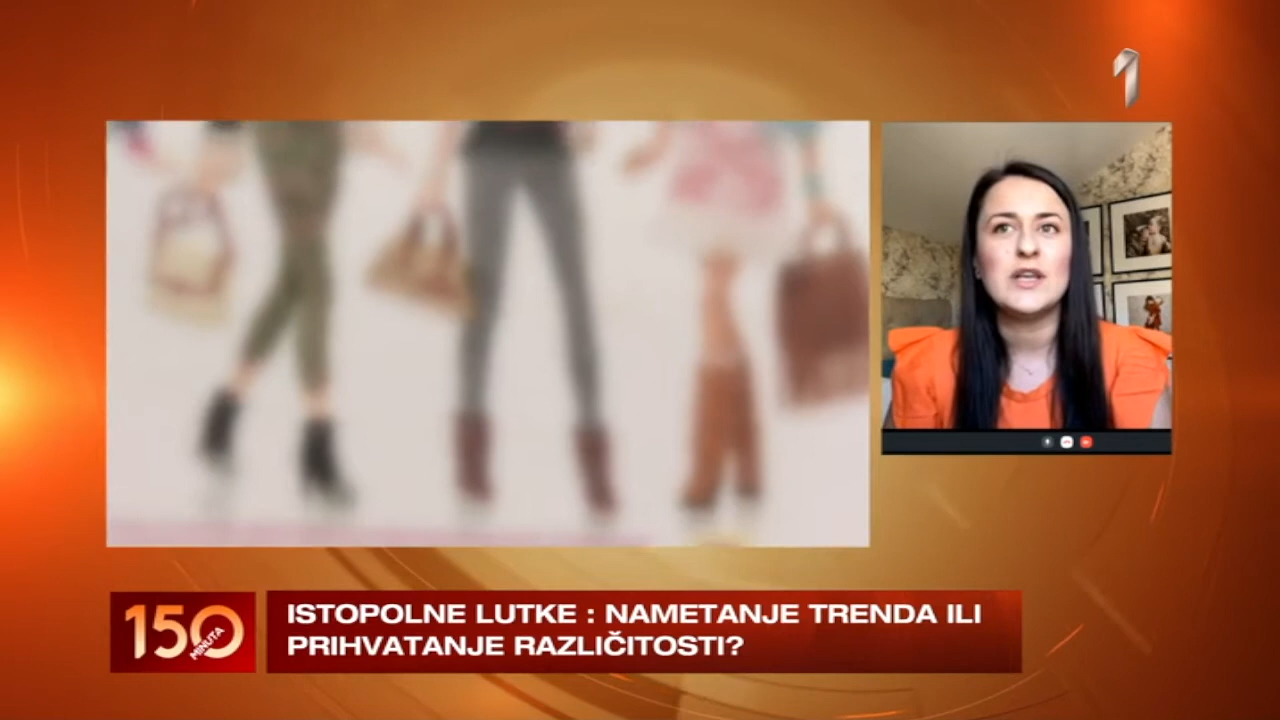 1
150
MINUTA
ISTOPOLNE LUTKE : NAMETANJE TRENDA ILI
PRIHVATANJE RAZLIČITOSTI?